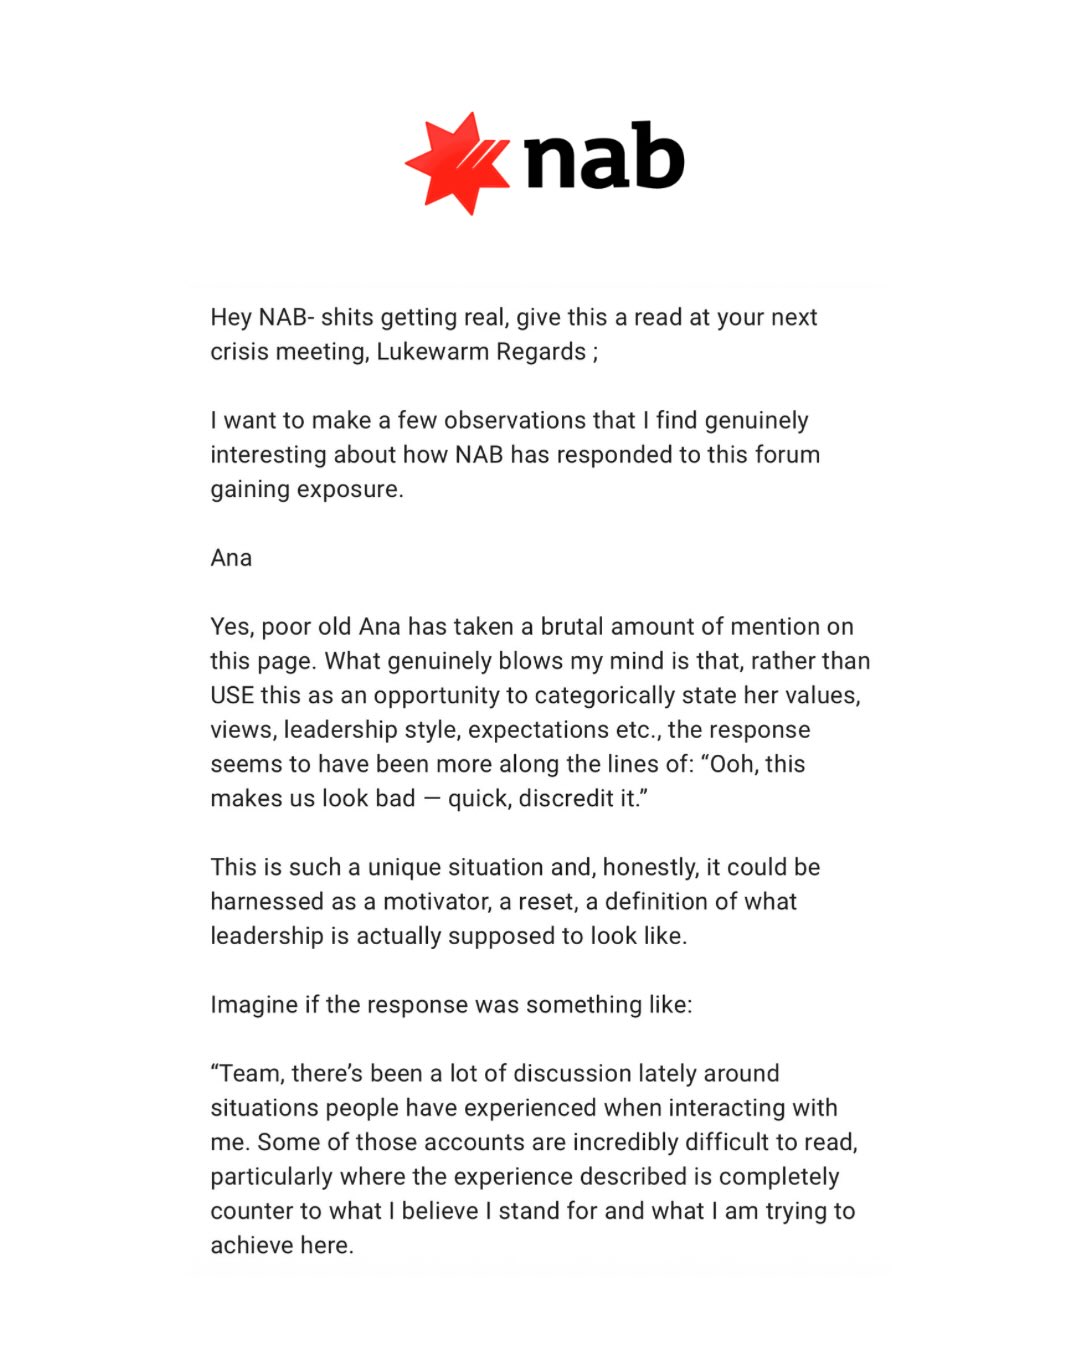 nab
Hey NAB- shits getting real, give this a read at your next
crisis meeting, Lukewarm Regards ;
I want to make a few observations that I find genuinely
interesting about how NAB has responded to this forum
gaining exposure.
Ana
Yes, poor old Ana has taken a brutal amount of mention on
this page. What genuinely blows my mind is that, rather than
USE this as an opportunity to categorically state her values,
views, leadership style, expectations etc., the response
seems to have been more along the lines of: “Ooh, this
makes us look bad — quick, discredit it.”
This is such a unique situation and, honestly, it could be
harnessed as a motivator, a reset, a definition of what
leadership is actually supposed to look like.
Imagine if the response was something like:
“Team, there’s been a lot of discussion lately around
situations people have experienced when interacting with
me. Some of those accounts are incredibly difficult to read,
particularly where the experience described is completely
counter to what I believe I stand for and what I am trying to
achieve here.